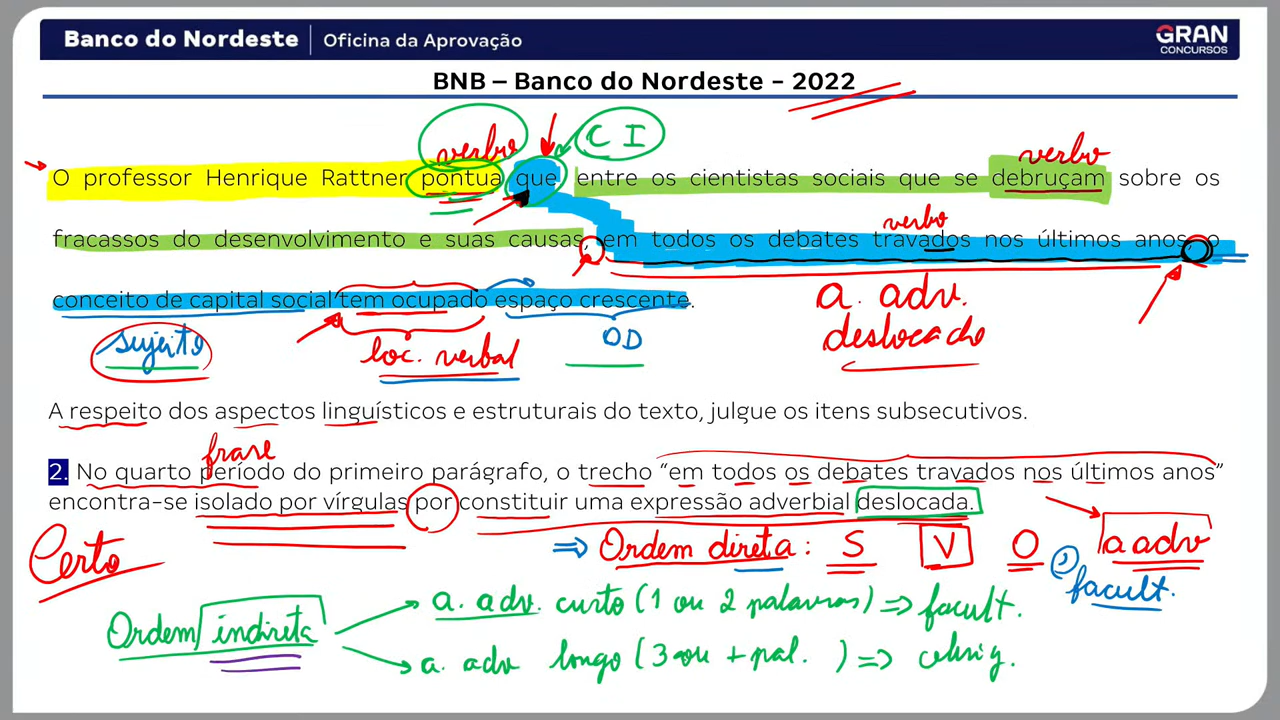 Banco do Nordeste | Oficina da Aprovação
GRAN
CONCURSOS
BNB – Banco do Nordeste – 2022
verbo C I verbo
O professor Henrique Rattner pontua que entre os cientistas sociais que se debruçam sobre os
verbo
fracassos do desenvolvimento e suas causas, em todos os debates travados nos últimos anos, o
a. adv.
deslocado
conceito de capital social tem ocupado espaço crescente.
sujeito loc. verbal OD
A respeito dos aspectos linguísticos e estruturais do texto, julgue os itens subsecutivos.
frase
2. No quarto período do primeiro parágrafo, o trecho “em todos os debates travados nos últimos anos”
encontra-se isolado por vírgulas por constituir uma expressão adverbial deslocada.
Certo
⇒ Ordem direta: S V O a adv
(,) facult.
Ordem indireta
→ a. adv. curto (1 ou 2 palavras) ⇒ facult.
→ a. adv longo (3 ou + pal. ) ⇒ obrig.